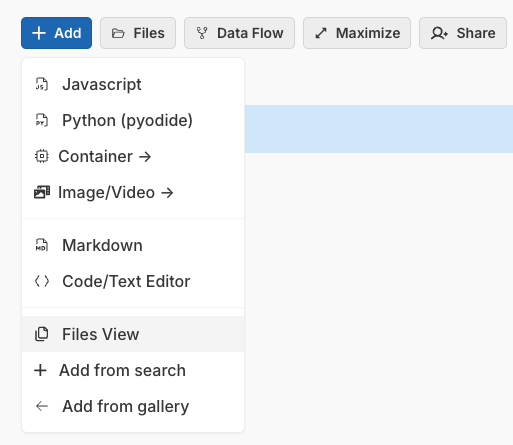 Add Files Data Flow Maximize Share
Javascript
Python (pyodide)
Container →
Image/Video →
Markdown
Code/Text Editor
Files View
Add from search
Add from gallery